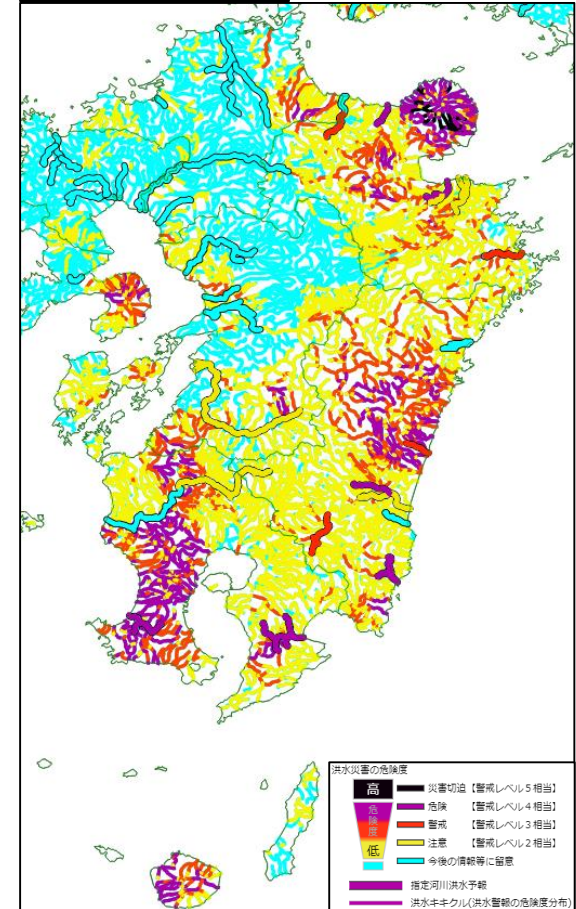 洪水災害の危険度
高
危険度
低
災害切迫【警戒レベル5相当】
危険 【警戒レベル4相当】
警戒 【警戒レベル3相当】
注意 【警戒レベル2相当】
今後の情報等に留意
指定河川洪水予報
洪水キキクル(洪水警報の危険度分布)